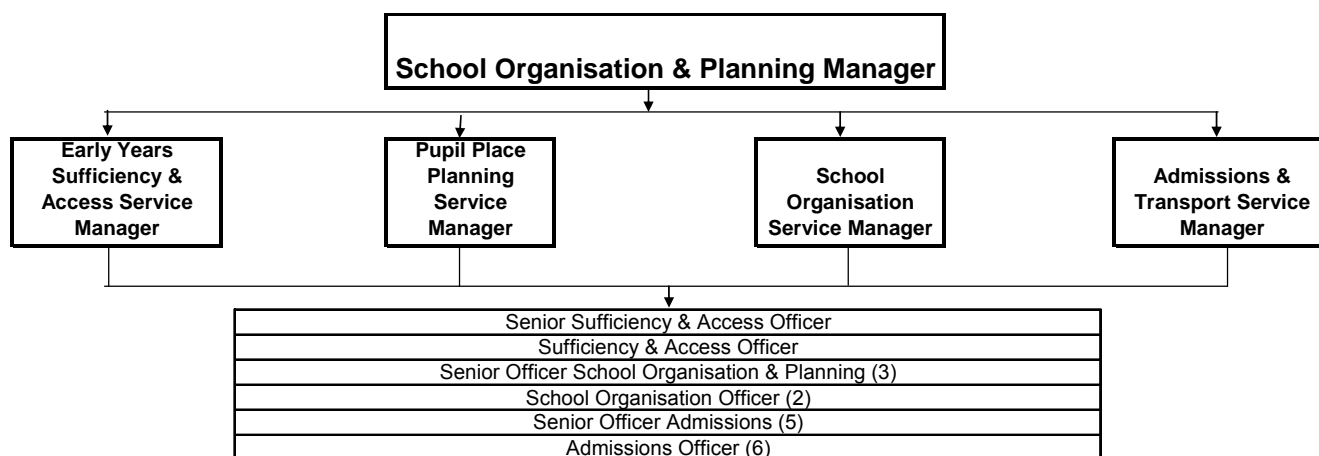 School Organisation & Planning Manager
Early Years
Sufficiency &
Access Service
Manager
Pupil Place
Planning
Service
Manager
School
Organisation
Service Manager
Admissions &
Transport Service
Manager
Senior Sufficiency & Access Officer
Sufficiency & Access Officer
Senior Officer School Organisation & Planning (3)
School Organisation Officer (2)
Senior Officer Admissions (5)
Admissions Officer (6)